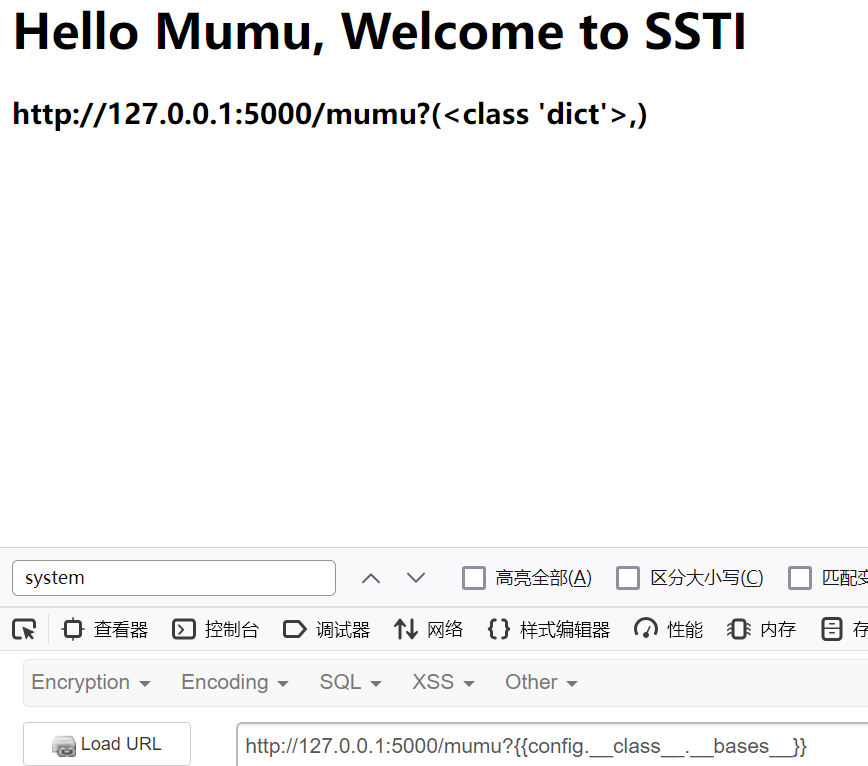 Hello Mumu, Welcome to SSTI
http://127.0.0.1:5000/mumu?(<class 'dict'>,)
system 高亮全部(A) 区分大小写(C) 匹配变
查看器 控制台 调试器 网络 样式编辑器 性能 内存 存
Encryption Encoding SQL XSS Other
Load URL http://127.0.0.1:5000/mumu?{{config.__class__.__bases__}}